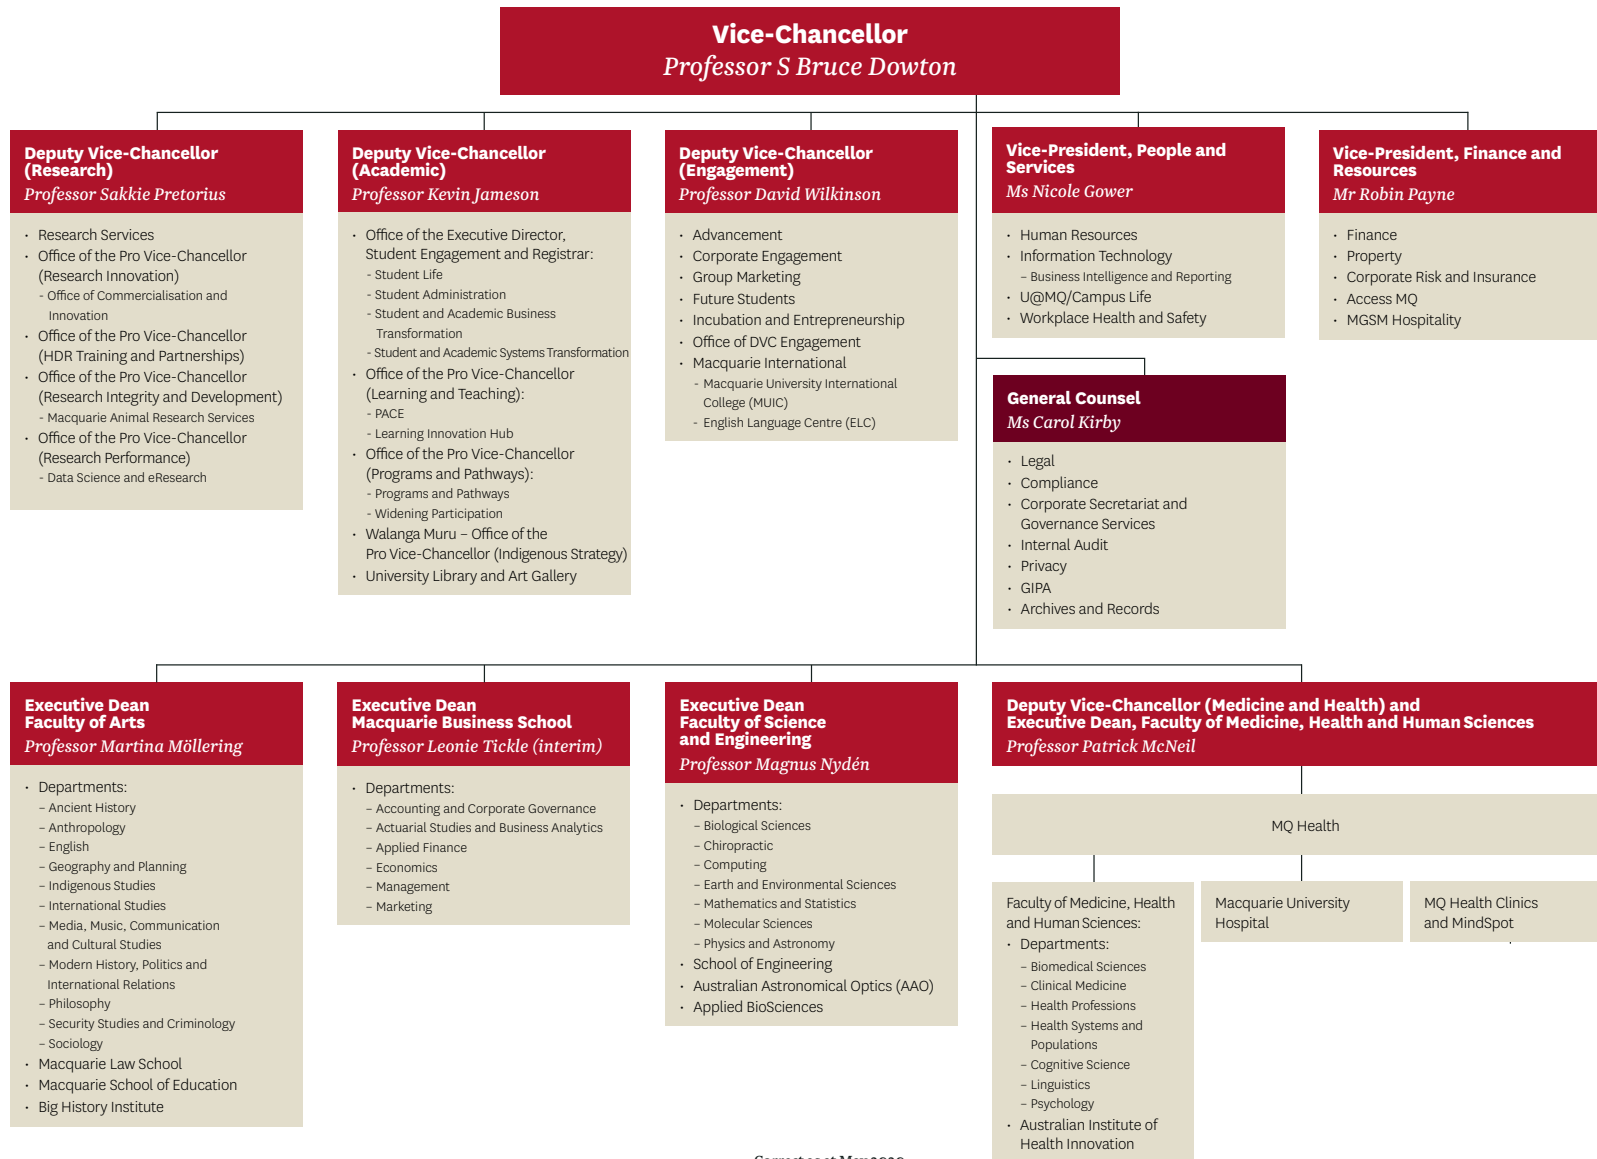 Vice-Chancellor
Professor S Bruce Dowton
Deputy Vice-Chancellor
(Research)
Professor Sakkie Pretorius
• Research Services
• Office of the Pro Vice-Chancellor
(Research Innovation)
- Office of Commercialisation and
Innovation
• Office of the Pro Vice-Chancellor
(HDR Training and Partnerships)
• Office of the Pro Vice-Chancellor
(Research Integrity and Development)
- Macquarie Animal Research Services
• Office of the Pro Vice-Chancellor
(Research Performance)
- Data Science and eResearch
Deputy Vice-Chancellor
(Academic)
Professor Kevin Jameson
• Office of the Executive Director,
Student Engagement and Registrar:
- Student Life
- Student Administration
- Student and Academic Business
Transformation
- Student and Academic Systems Transformation
• Office of the Pro Vice-Chancellor
(Learning and Teaching):
- PACE
- Learning Innovation Hub
• Office of the Pro Vice-Chancellor
(Programs and Pathways):
- Programs and Pathways
- Widening Participation
• Walanga Muru – Office of the
Pro Vice-Chancellor (Indigenous Strategy)
• University Library and Art Gallery
Deputy Vice-Chancellor
(Engagement)
Professor David Wilkinson
• Advancement
• Corporate Engagement
• Group Marketing
• Future Students
• Incubation and Entrepreneurship
• Office of DVC Engagement
• Macquarie International
- Macquarie University International
College (MUIC)
- English Language Centre (ELC)
Vice-President, People and
Services
Ms Nicole Gower
• Human Resources
• Information Technology
– Business Intelligence and Reporting
• U@MQ/Campus Life
• Workplace Health and Safety
Vice-President, Finance and
Resources
Mr Robin Payne
• Finance
• Property
• Corporate Risk and Insurance
• Access MQ
• MGSM Hospitality
General Counsel
Ms Carol Kirby
• Legal
• Compliance
• Corporate Secretariat and
Governance Services
• Internal Audit
• Privacy
• GIPA
• Archives and Records
Executive Dean
Faculty of Arts
Professor Martina Möllering
• Departments:
– Ancient History
– Anthropology
– English
– Geography and Planning
– Indigenous Studies
– International Studies
– Media, Music, Communication
and Cultural Studies
– Modern History, Politics and
International Relations
– Philosophy
– Security Studies and Criminology
– Sociology
• Macquarie Law School
• Macquarie School of Education
• Big History Institute
Executive Dean
Macquarie Business School
Professor Leonie Tickle (interim)
• Departments:
– Accounting and Corporate Governance
– Actuarial Studies and Business Analytics
– Applied Finance
– Economics
– Management
– Marketing
Executive Dean
Faculty of Science
and Engineering
Professor Magnus Nydén
• Departments:
– Biological Sciences
– Chiropractic
– Computing
– Earth and Environmental Sciences
– Mathematics and Statistics
– Molecular Sciences
– Physics and Astronomy
• School of Engineering
• Australian Astronomical Optics (AAO)
• Applied BioSciences
Deputy Vice-Chancellor (Medicine and Health) and
Executive Dean, Faculty of Medicine, Health and Human Sciences
Professor Patrick McNeil
MQ Health
Faculty of Medicine, Health
and Human Sciences:
• Departments:
– Biomedical Sciences
– Clinical Medicine
– Health Professions
– Health Systems and
Populations
– Cognitive Science
– Linguistics
– Psychology
• Australian Institute of
Health Innovation
Macquarie University
Hospital
MQ Health Clinics
and MindSpot